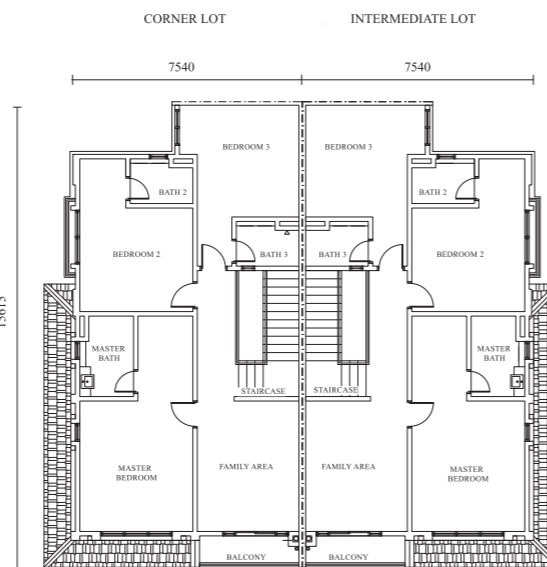 CORNER LOT INTERMEDIATE LOT
7540 7540
BEDROOM 3 BEDROOM 3
BATH 2 BATH 2
BEDROOM 2 BATH 3 BATH 3 BEDROOM 2
15615
MASTER
BATH
MASTER
BATH
STAIRCASE STAIRCASE
MASTER
BEDROOM
FAMILY AREA FAMILY AREA
MASTER
BEDROOM
BALCONY BALCONY